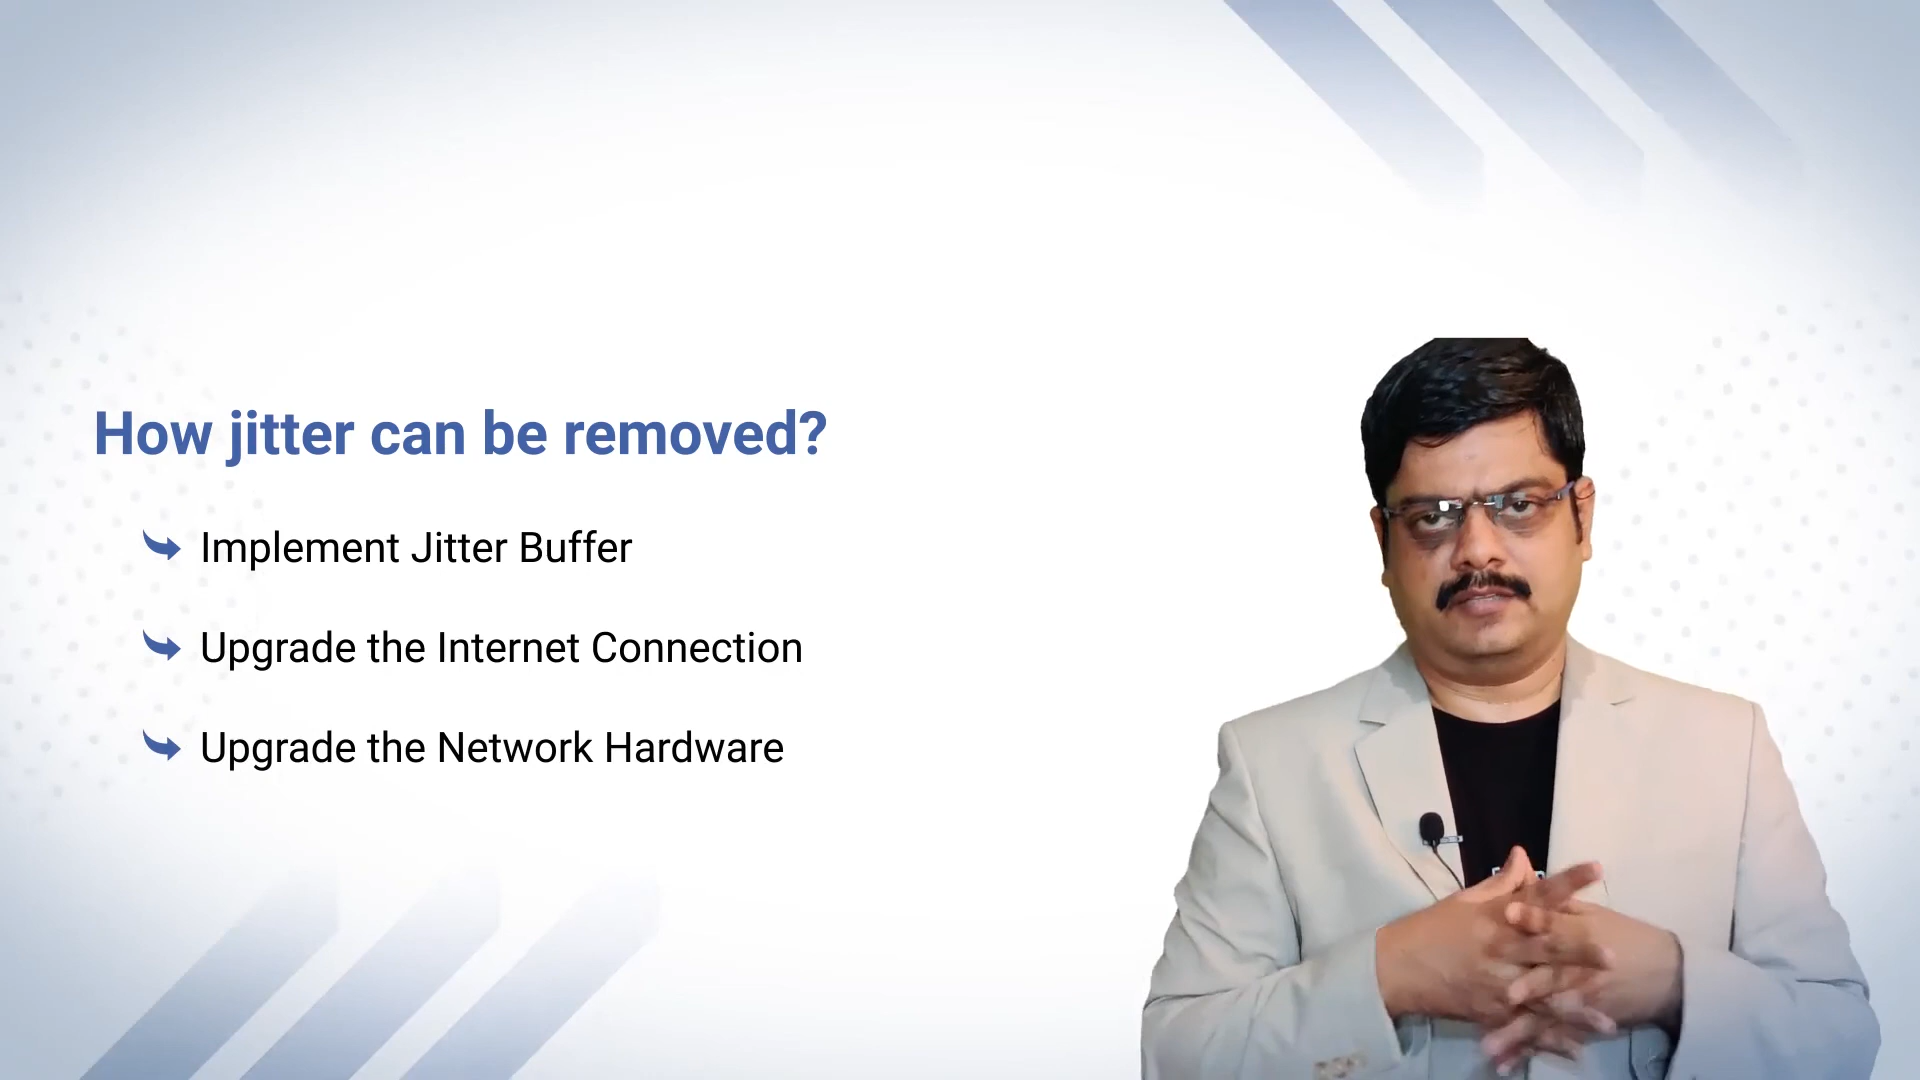 How jitter can be removed?
Implement Jitter Buffer
Upgrade the Internet Connection
Upgrade the Network Hardware